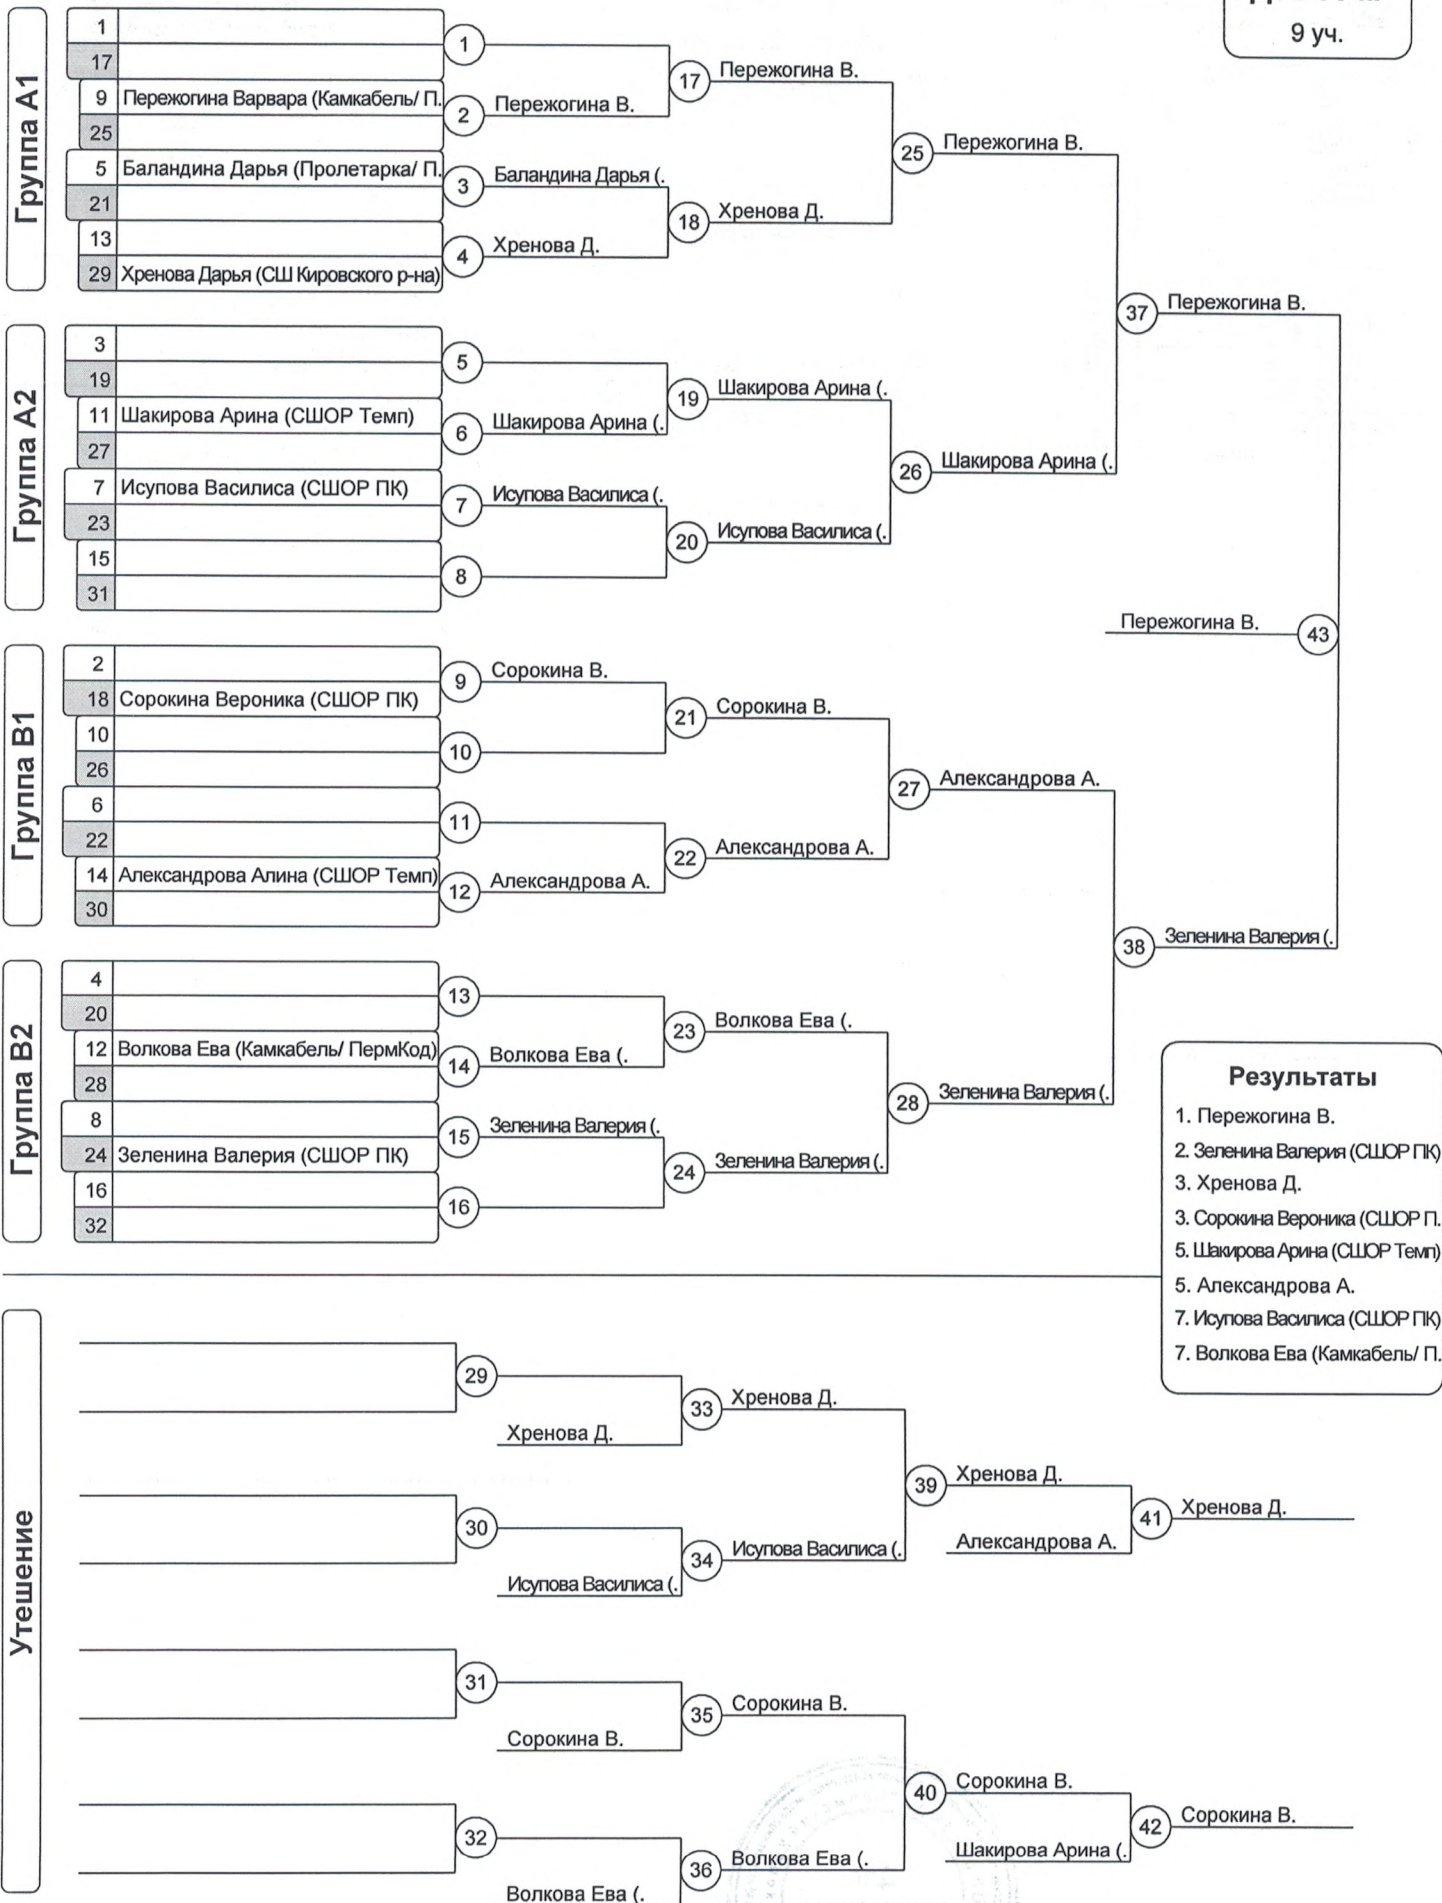 9 уч.
Группа A1
1
17
9 Пережогина Варвара (Камкабель/ П.
25
5 Баландина Дарья (Пролетарка/ П.
21
13
29 Хренова Дарья (СШ Кировского р-на)
1
2 Пережогина В.
3 Баландина Дарья (.
4 Хренова Д.
17 Пережогина В.
18 Хренова Д.
25 Пережогина В.
Группа A2
3
19
11 Шакирова Арина (СШОР Темп)
27
7 Исупова Василиса (СШОР ПК)
23
15
31
5
6 Шакирова Арина (.
7 Исупова Василиса (.
8
19 Шакирова Арина (.
20 Исупова Василиса (.
26 Шакирова Арина (.
37 Пережогина В.
Пережогина В. 43
Группа B1
2
18 Сорокина Вероника (СШОР ПК)
10
26
6
22
14 Александрова Алина (СШОР Темп)
30
9 Сорокина В.
10
11
12 Александрова А.
21 Сорокина В.
22 Александрова А.
27 Александрова А.
Группа B2
4
20
12 Волкова Ева (Камкабель/ ПермКод)
28
8
24 Зеленина Валерия (СШОР ПК)
16
32
13
14 Волкова Ева (.
15 Зеленина Валерия (.
16
23 Волкова Ева (.
24 Зеленина Валерия (.
28 Зеленина Валерия (.
38 Зеленина Валерия (.
Результаты
1. Пережогина В.
2. Зеленина Валерия (СШОР ПК)
3. Хренова Д.
3. Сорокина Вероника (СШОР П.
5. Шакирова Арина (СШОР Темп)
5. Александрова А.
7. Исупова Василиса (СШОР ПК)
7. Волкова Ева (Камкабель/ П.
Утешение
29
Хренова Д.
33 Хренова Д.
30
Исупова Василиса (.
34 Исупова Василиса (.
39 Хренова Д.
Александрова А.
41 Хренова Д.
31
Сорокина В.
35 Сорокина В.
32
Волкова Ева (.
36 Волкова Ева (.
40 Сорокина В.
Шакирова Арина (.
42 Сорокина В.